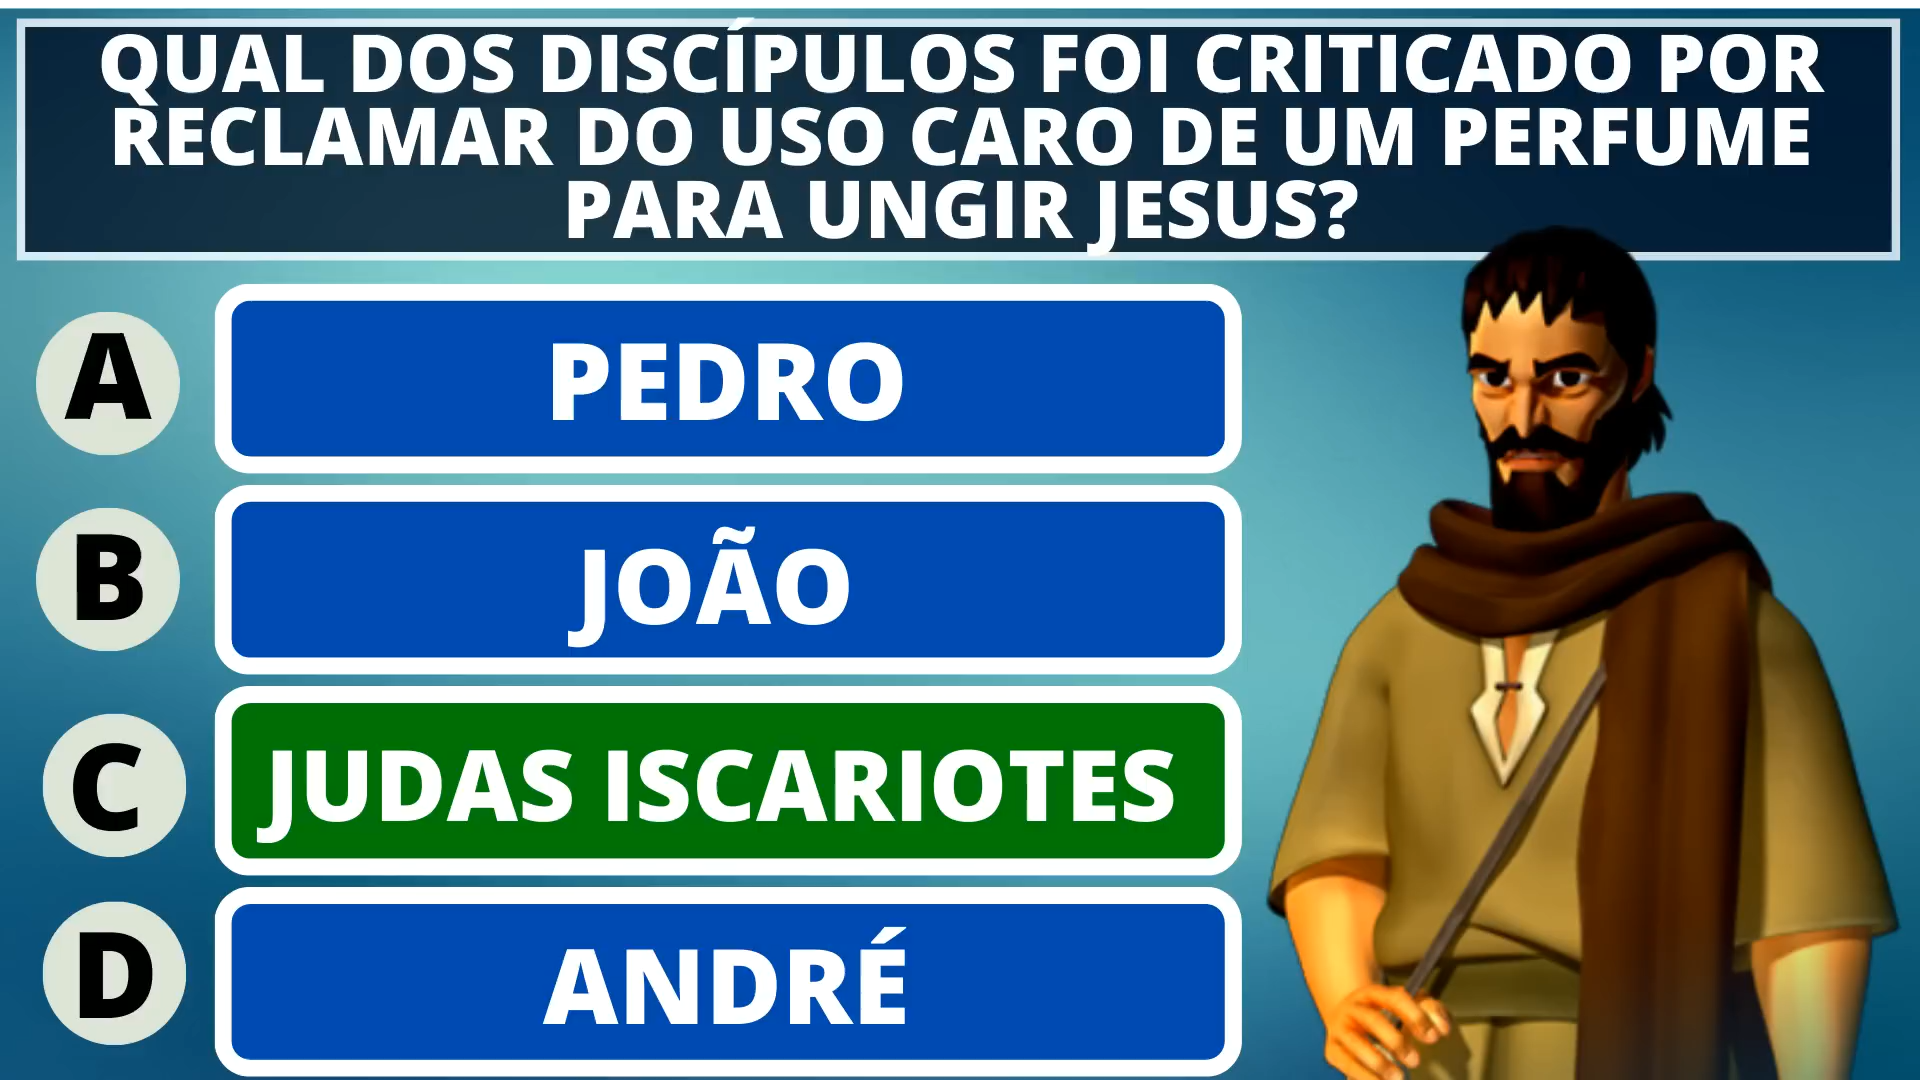 QUAL DOS DISCÍPULOS FOI CRITICADO POR
RECLAMAR DO USO CARO DE UM PERFUME
PARA UNGIR JESUS?
A PEDRO
B JOÃO
C JUDAS ISCARIOTES
D ANDRÉ